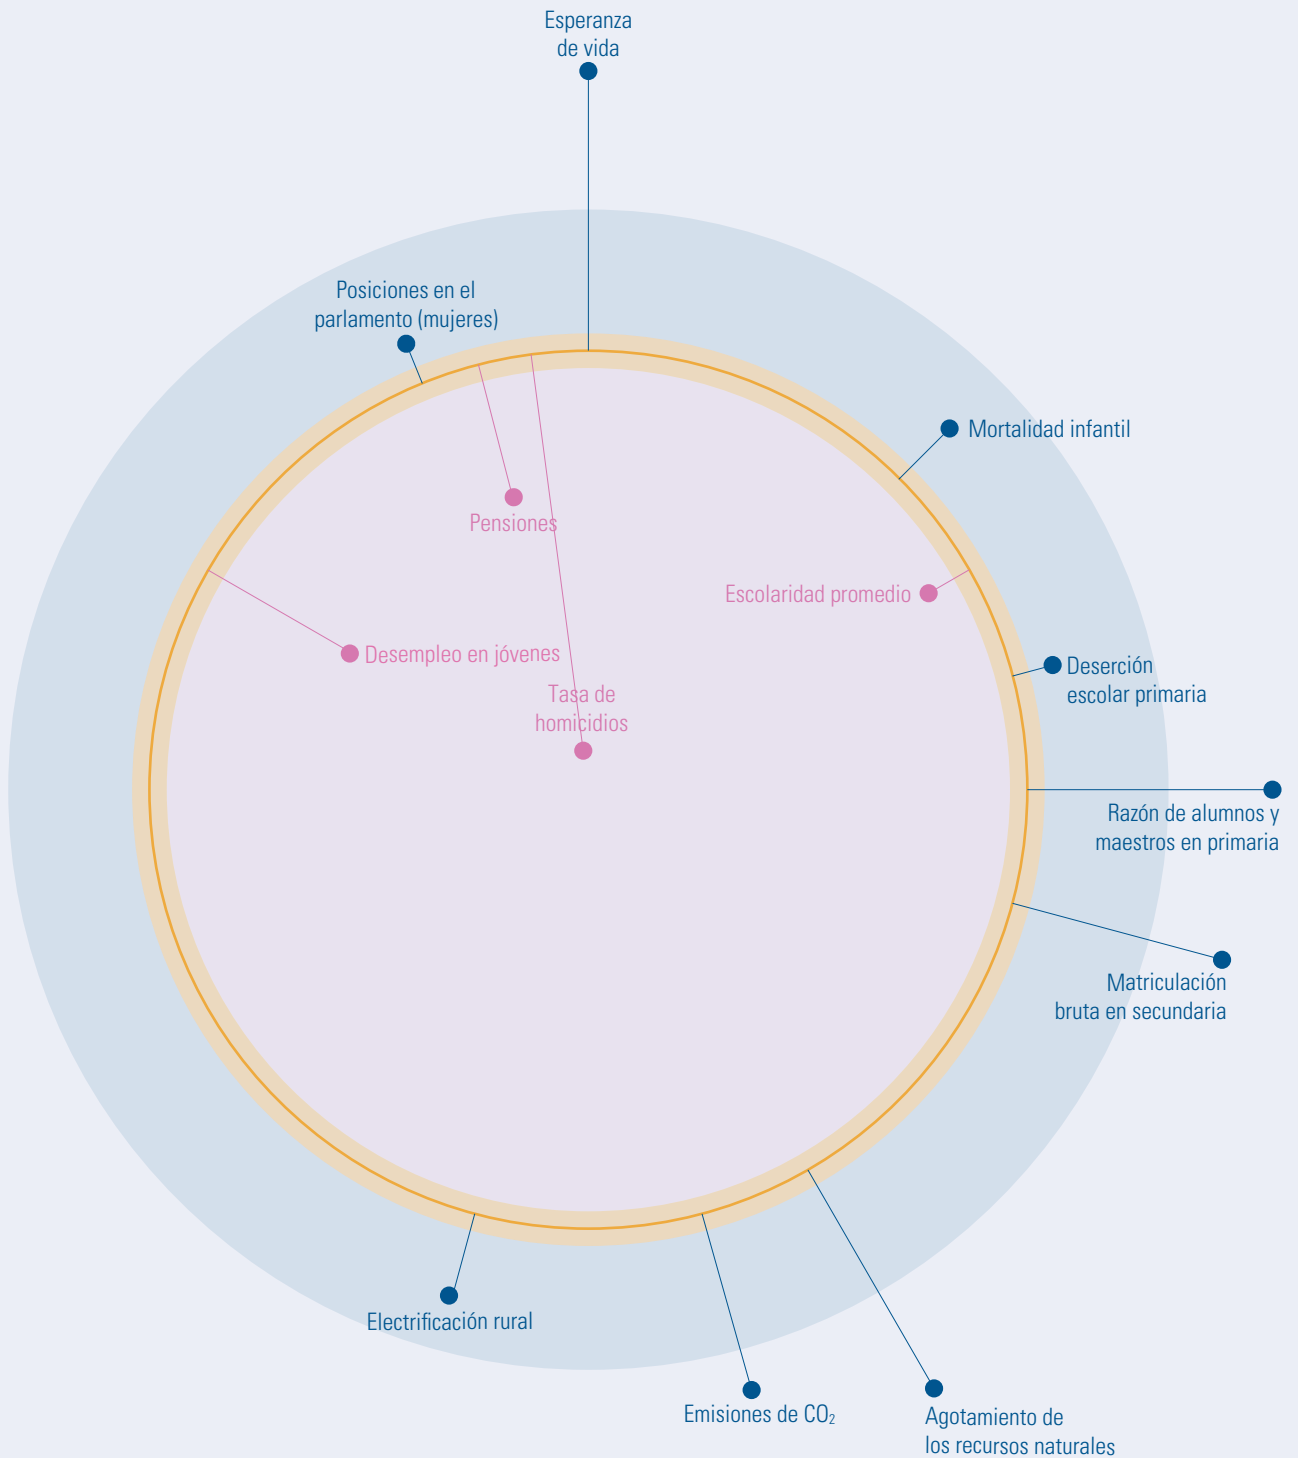 Esperanza
de vida
Posiciones en el
parlamento (mujeres)
Mortalidad infantil
Pensiones
Escolaridad promedio
Desempleo en jóvenes
Deserción
escolar primaria
Tasa de
homicidios
Razón de alumnos y
maestros en primaria
Matriculación
bruta en secundaria
Electrificación rural
Emisiones de CO₂
Agotamiento de
los recursos naturales